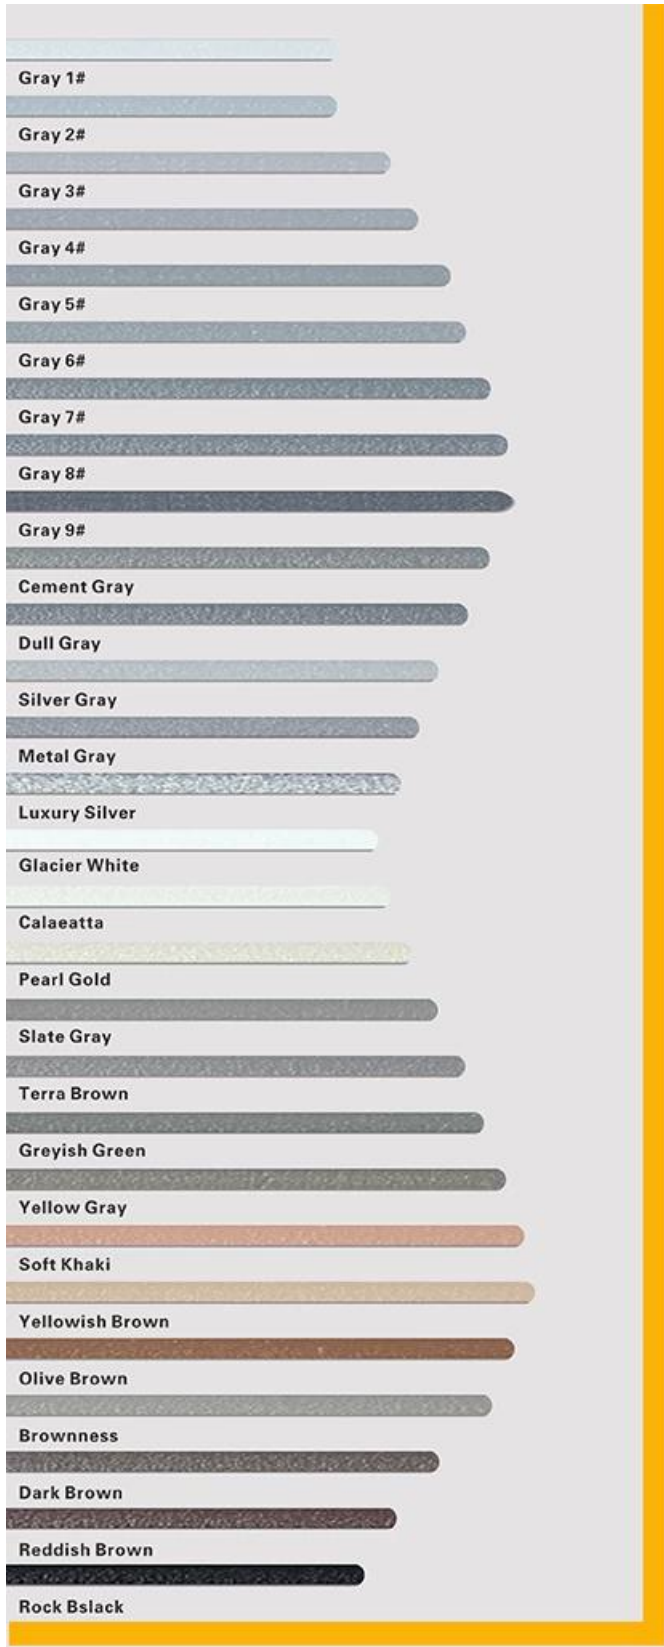 Gray 1#
Gray 2#
Gray 3#
Gray 4#
Gray 5#
Gray 6#
Gray 7#
Gray 8#
Gray 9#
Cement Gray
Dull Gray
Silver Gray
Metal Gray
Luxury Silver
Glacier White
Calaeatta
Pearl Gold
Slate Gray
Terra Brown
Greyish Green
Yellow Gray
Soft Khaki
Yellowish Brown
Olive Brown
Brownness
Dark Brown
Reddish Brown
Rock Bslack